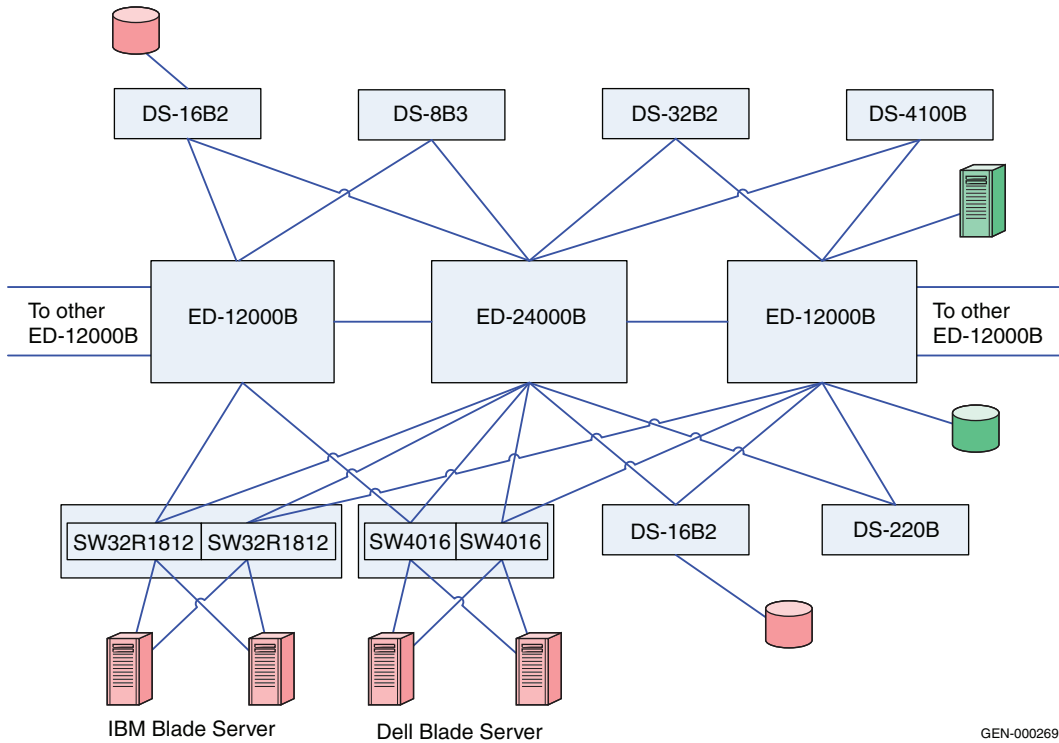 DS-16B2
DS-8B3
DS-32B2
DS-4100B
To other
ED-12000B
ED-12000B
ED-24000B
ED-12000B
To other
ED-12000B
SW32R1812
SW32R1812
SW4016
SW4016
DS-16B2
DS-220B
IBM Blade Server
Dell Blade Server
GEN-000269